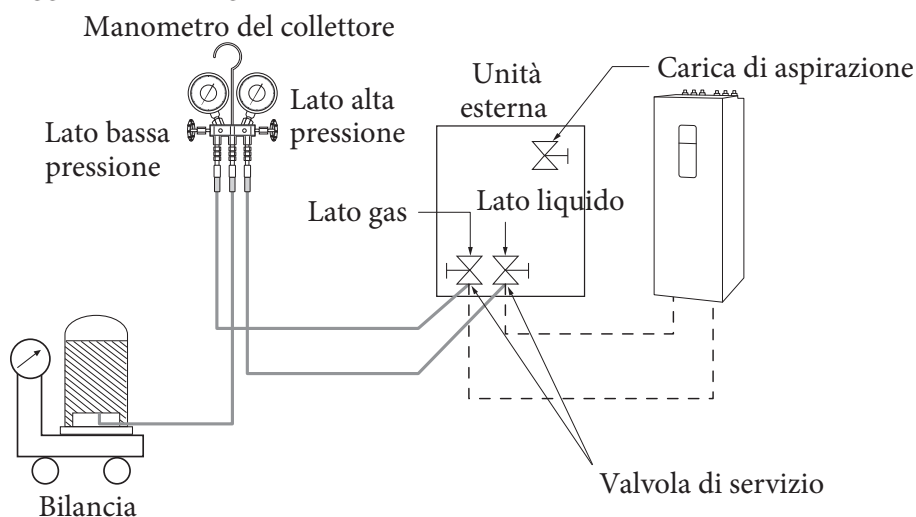 Manometro del collettore
Lato bassa
pressione
Lato alta
pressione
Unità
esterna
Carica di aspirazione
Lato gas
Lato liquido
Valvola di servizio
Bilancia